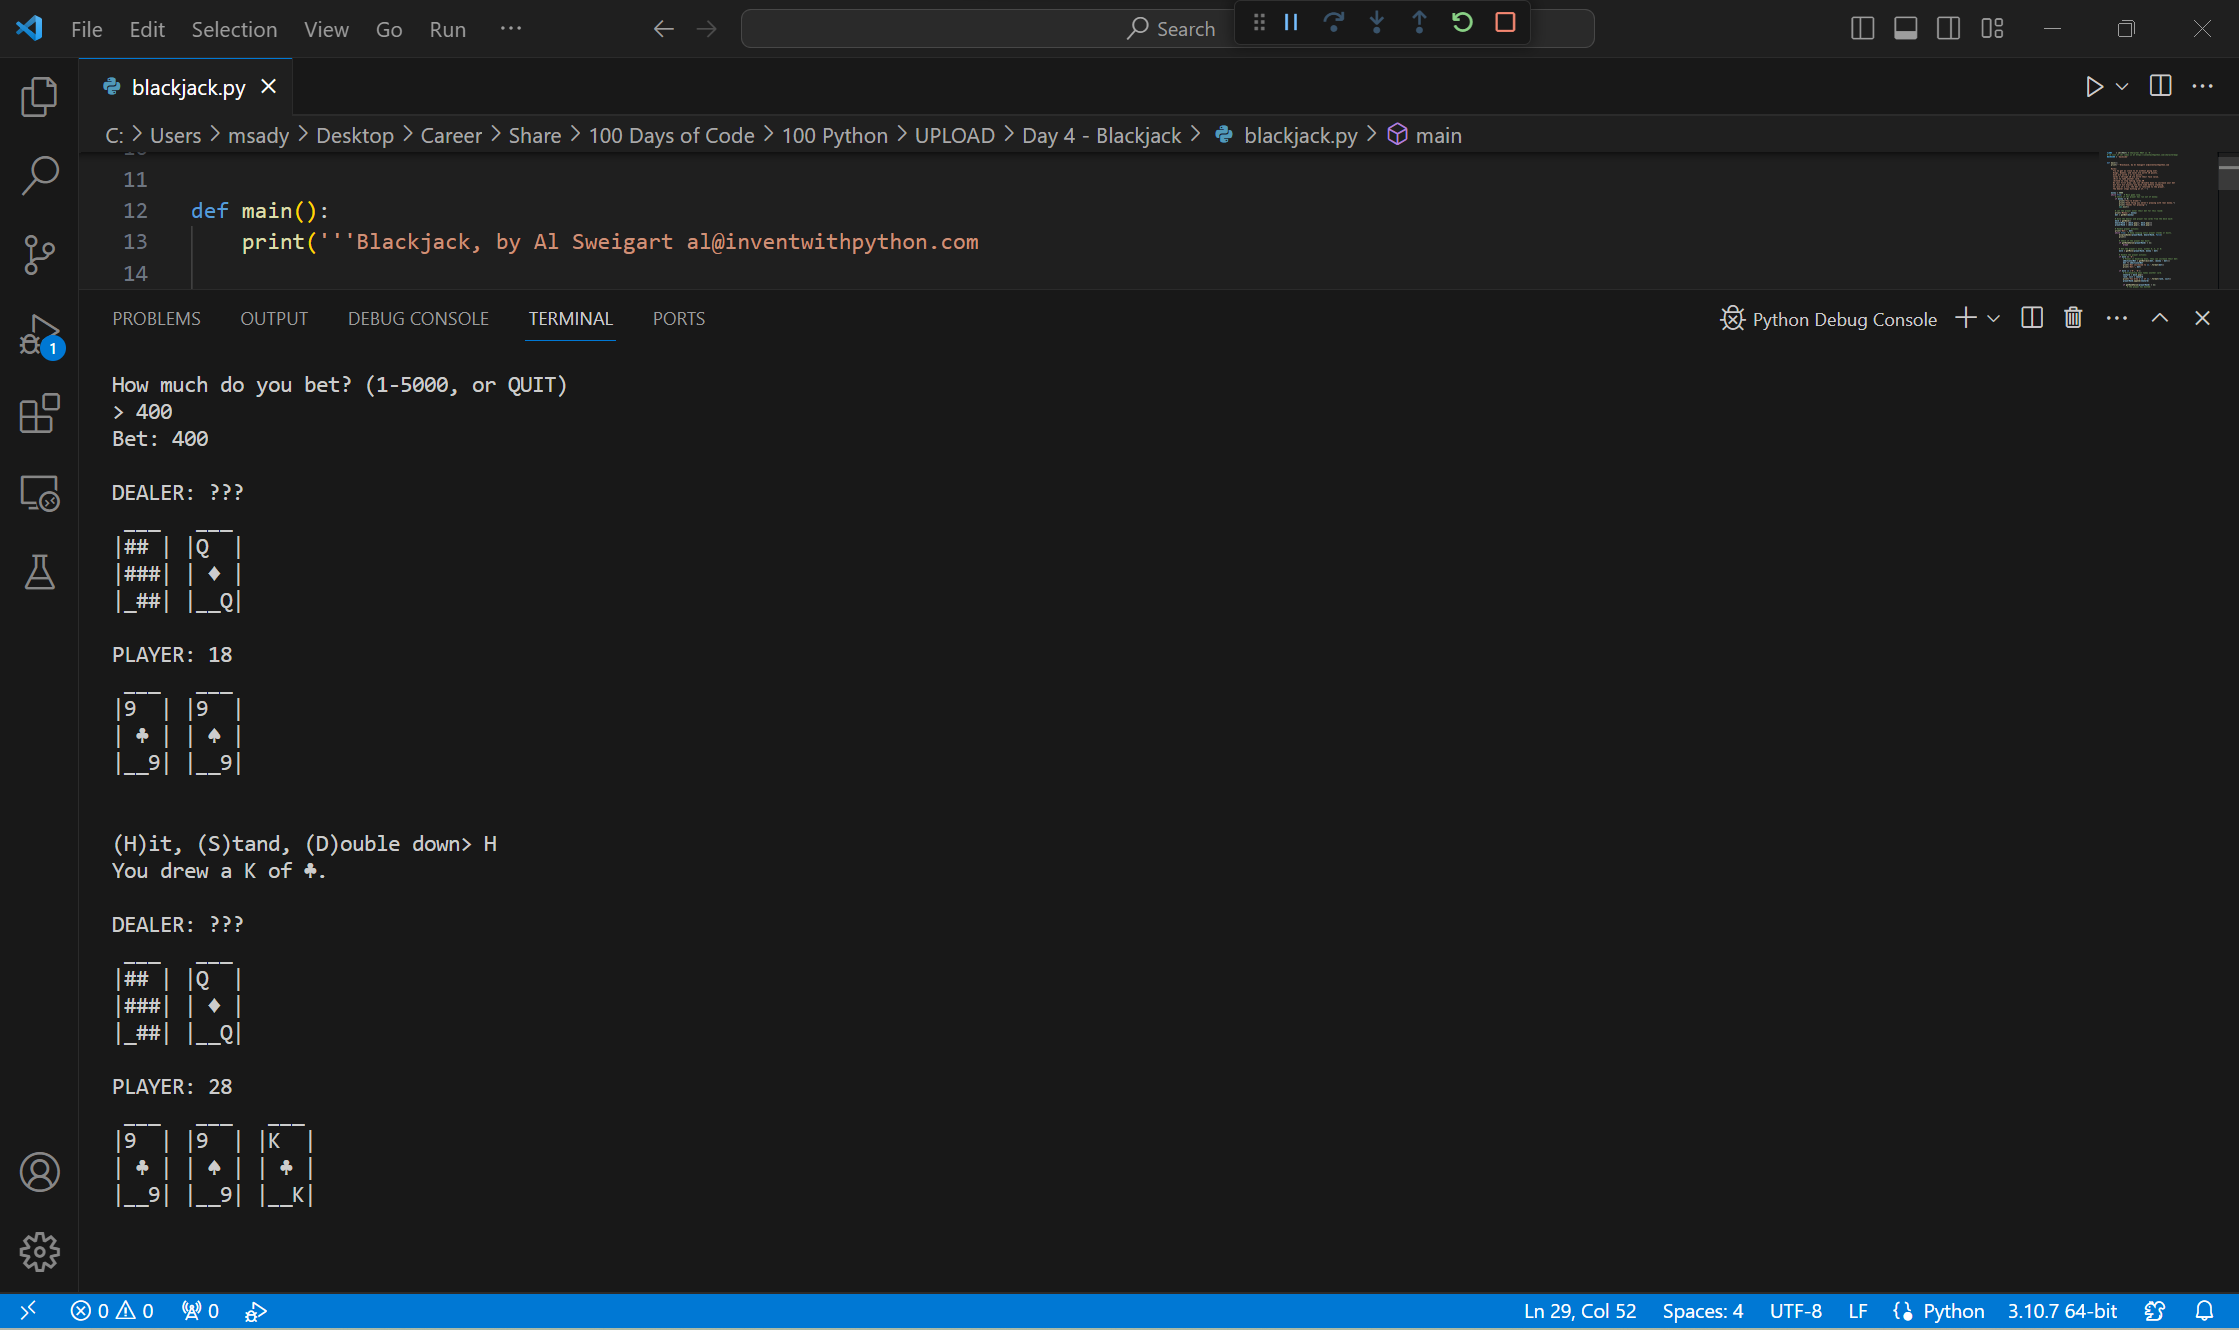 File Edit Selection View Go Run ··· Search
blackjack.py
C: > Users > msady > Desktop > Career > Share > 100 Days of Code > 100 Python > UPLOAD > Day 4 - Blackjack > blackjack.py > main
11
12 def main():
13     print('''Blackjack, by Al Sweigart al@inventwithpython.com
14
PROBLEMS OUTPUT DEBUG CONSOLE TERMINAL PORTS Python Debug Console
1
How much do you bet? (1-5000, or QUIT)
> 400
Bet: 400
DEALER: ???
 ___   ___
|## | |Q  |
|###| | ♦ |
|_##| |__Q|
PLAYER: 18
 ___   ___
|9  | |9  |
| ♣ | | ♠ |
|__9| |__9|
(H)it, (S)tand, (D)ouble down> H
You drew a K of ♣.
DEALER: ???
 ___   ___
|## | |Q  |
|###| | ♦ |
|_##| |__Q|
PLAYER: 28
 ___   ___   ___
|9  | |9  | |K  |
| ♣ | | ♠ | | ♣ |
|__9| |__9| |__K|
0 0 0 Ln 29, Col 52 Spaces: 4 UTF-8 LF Python 3.10.7 64-bit